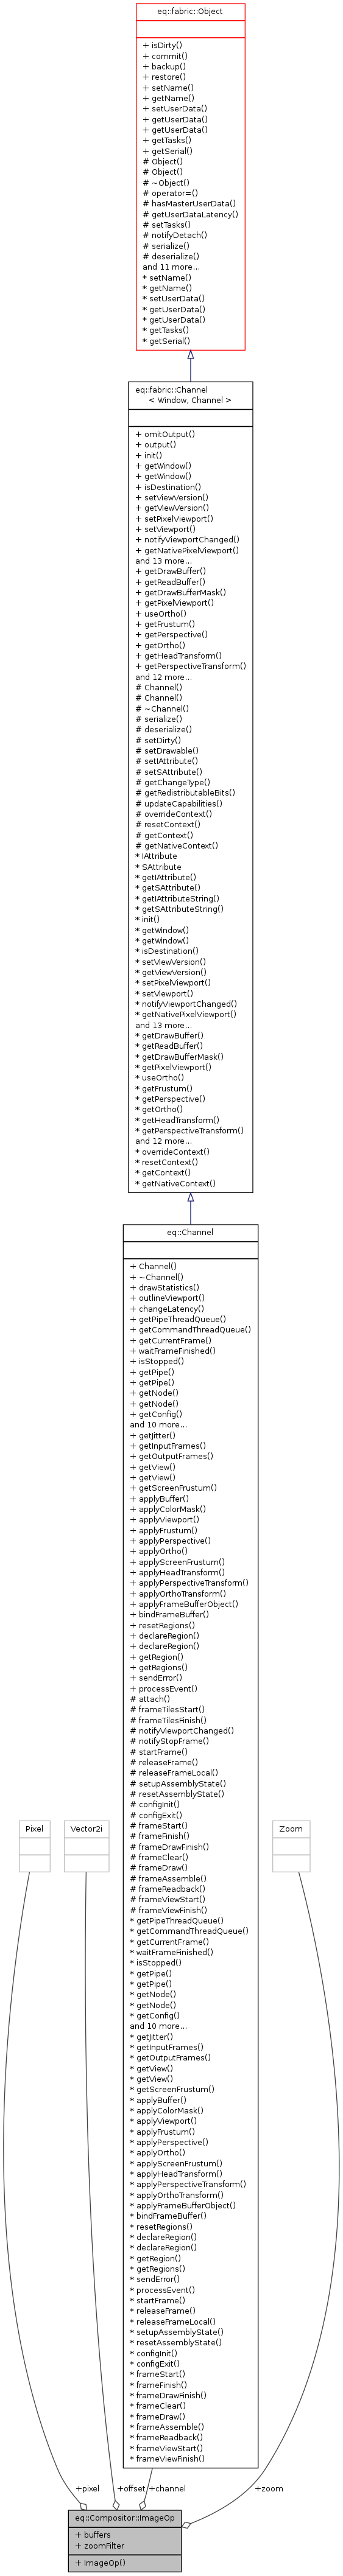 eq::fabric::Object
+ isDirty()
+ commit()
+ backup()
+ restore()
+ setName()
+ getName()
+ setUserData()
+ getUserData()
+ getUserData()
+ getTasks()
+ getSerial()
# Object()
# Object()
# ~Object()
# operator=()
# hasMasterUserData()
# getUserDataLatency()
# setTasks()
# notifyDetach()
# serialize()
# deserialize()
and 11 more...
* setName()
* getName()
* setUserData()
* getUserData()
* getUserData()
* getTasks()
* getSerial()
eq::fabric::Channel
< Window, Channel >
+ omitOutput()
+ output()
+ init()
+ getWindow()
+ getWindow()
+ isDestination()
+ setViewVersion()
+ getViewVersion()
+ setPixelViewport()
+ setViewport()
+ notifyViewportChanged()
+ getNativePixelViewport()
and 13 more...
+ getDrawBuffer()
+ getReadBuffer()
+ getDrawBufferMask()
+ getPixelViewport()
+ useOrtho()
+ getFrustum()
+ getPerspective()
+ getOrtho()
+ getHeadTransform()
+ getPerspectiveTransform()
and 12 more...
# Channel()
# Channel()
# ~Channel()
# serialize()
# deserialize()
# setDirty()
# setDrawable()
# setIAttribute()
# setSAttribute()
# getChangeType()
# getRedistributableBits()
# updateCapabilities()
# overrideContext()
# resetContext()
# getContext()
# getNativeContext()
* IAttribute
* SAttribute
* getIAttribute()
* getSAttribute()
* getIAttributeString()
* getSAttributeString()
* init()
* getWindow()
* getWindow()
* isDestination()
* setViewVersion()
* getViewVersion()
* setPixelViewport()
* setViewport()
* notifyViewportChanged()
* getNativePixelViewport()
and 13 more...
* getDrawBuffer()
* getReadBuffer()
* getDrawBufferMask()
* getPixelViewport()
* useOrtho()
* getFrustum()
* getPerspective()
* getOrtho()
* getHeadTransform()
* getPerspectiveTransform()
and 12 more...
* overrideContext()
* resetContext()
* getContext()
* getNativeContext()
eq::Channel
+ Channel()
+ ~Channel()
+ drawStatistics()
+ outlineViewport()
+ changeLatency()
+ getPipeThreadQueue()
+ getCommandThreadQueue()
+ getCurrentFrame()
+ waitFrameFinished()
+ isStopped()
+ getPipe()
+ getPipe()
+ getNode()
+ getNode()
+ getConfig()
and 10 more...
+ getJitter()
+ getInputFrames()
+ getOutputFrames()
+ getView()
+ getView()
+ getScreenFrustum()
+ applyBuffer()
+ applyColorMask()
+ applyViewport()
+ applyFrustum()
+ applyPerspective()
+ applyOrtho()
+ applyScreenFrustum()
+ applyHeadTransform()
+ applyPerspectiveTransform()
+ applyOrthoTransform()
+ applyFrameBufferObject()
+ bindFrameBuffer()
+ resetRegions()
+ declareRegion()
+ declareRegion()
+ getRegion()
+ getRegions()
+ sendError()
+ processEvent()
# attach()
# frameTilesStart()
# frameTilesFinish()
# notifyViewportChanged()
# notifyStopFrame()
# startFrame()
# releaseFrame()
# releaseFrameLocal()
# setupAssemblyState()
# resetAssemblyState()
# configInit()
# configExit()
# frameStart()
# frameFinish()
# frameDrawFinish()
# frameClear()
# frameDraw()
# frameAssemble()
# frameReadback()
# frameViewStart()
# frameViewFinish()
* getPipeThreadQueue()
* getCommandThreadQueue()
* getCurrentFrame()
* waitFrameFinished()
* isStopped()
* getPipe()
* getPipe()
* getNode()
* getNode()
* getConfig()
and 10 more...
* getJitter()
* getInputFrames()
* getOutputFrames()
* getView()
* getView()
* getScreenFrustum()
* applyBuffer()
* applyColorMask()
* applyViewport()
* applyFrustum()
* applyPerspective()
* applyOrtho()
* applyScreenFrustum()
* applyHeadTransform()
* applyPerspectiveTransform()
* applyOrthoTransform()
* applyFrameBufferObject()
* bindFrameBuffer()
* resetRegions()
* declareRegion()
* declareRegion()
* getRegion()
* getRegions()
* sendError()
* processEvent()
* startFrame()
* releaseFrame()
* releaseFrameLocal()
* setupAssemblyState()
* resetAssemblyState()
* configInit()
* configExit()
* frameStart()
* frameFinish()
* frameDrawFinish()
* frameClear()
* frameDraw()
* frameAssemble()
* frameReadback()
* frameViewStart()
* frameViewFinish()
Pixel
Vector2i
Zoom
+pixel
+offset
+channel
+zoom
eq::Compositor::ImageOp
+ buffers
+ zoomFilter
+ ImageOp()